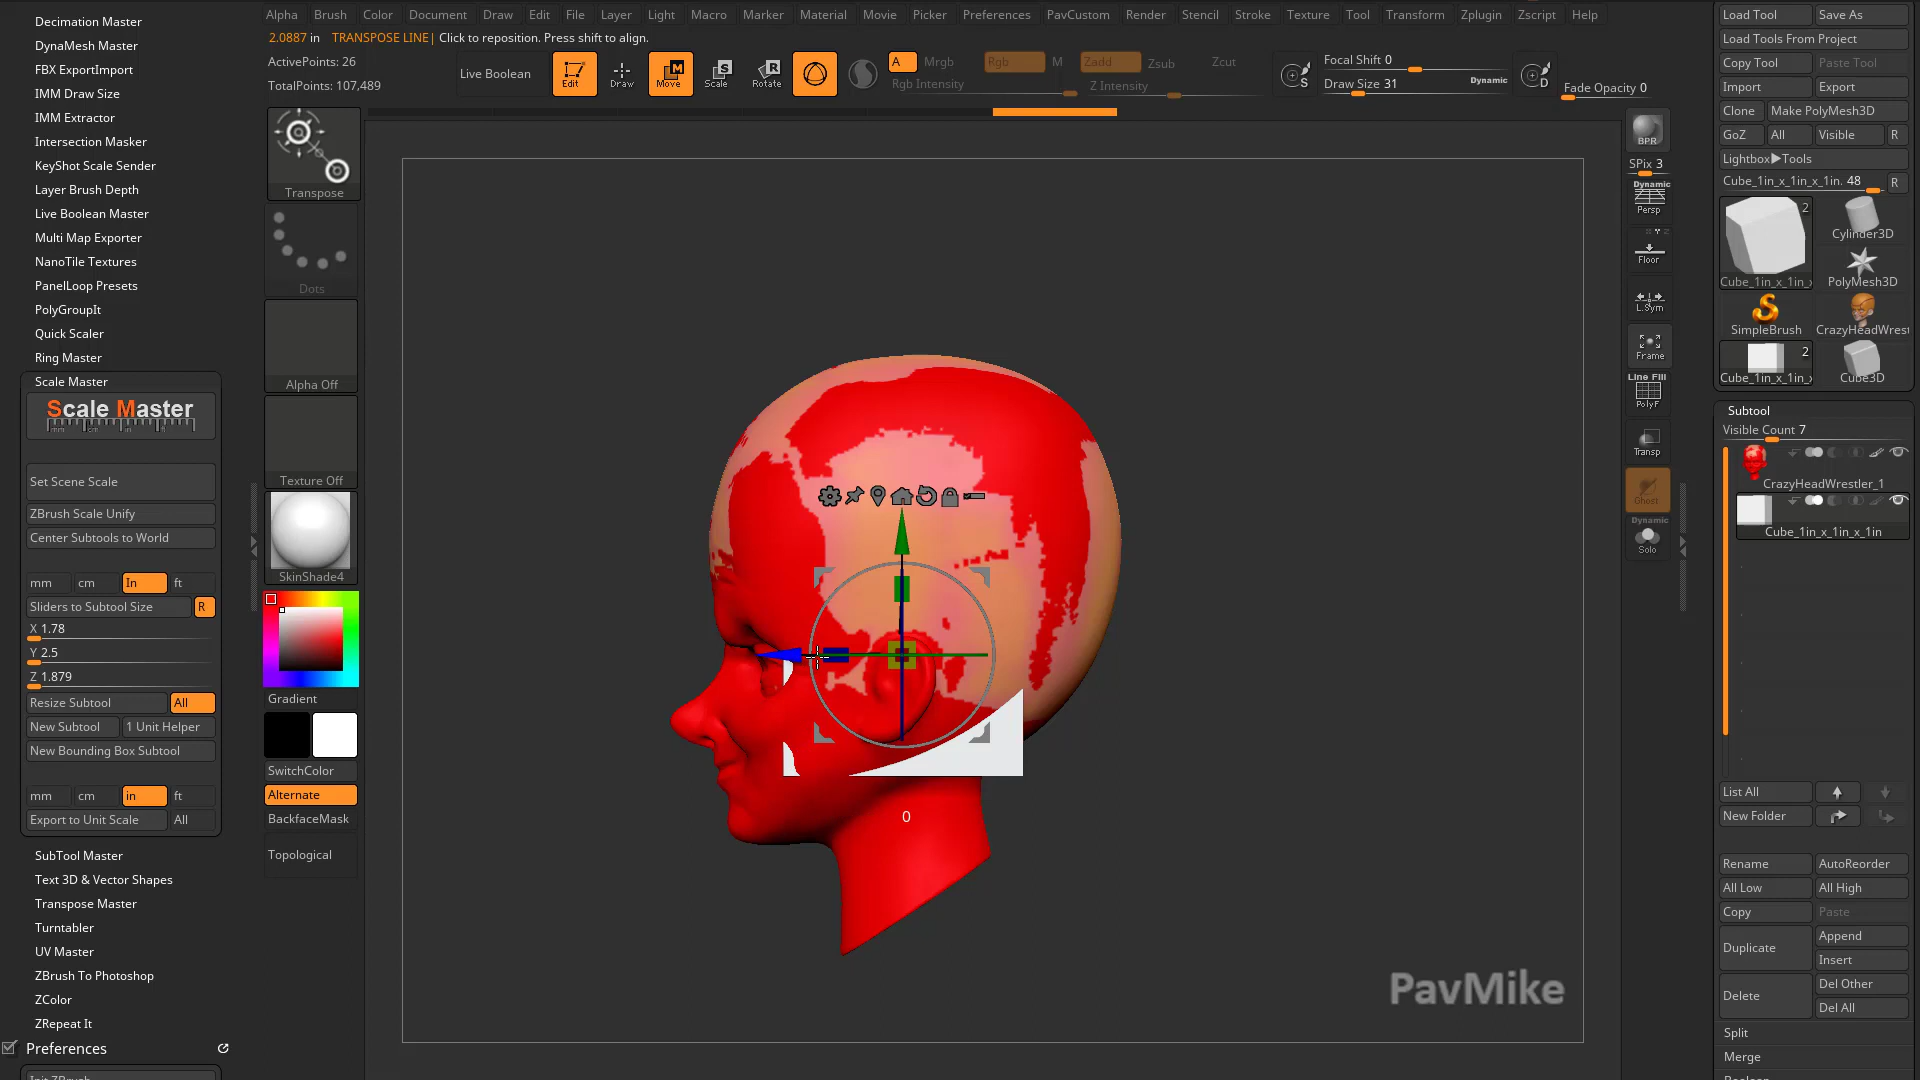 Decimation Master
DynaMesh Master
FBX ExportImport
IMM Draw Size
IMM Extractor
Intersection Masker
KeyShot Scale Sender
Layer Brush Depth
Live Boolean Master
Multi Map Exporter
NanoTile Textures
PanelLoop Presets
PolyGroupIt
Quick Scaler
Ring Master
Scale Master
Scale Master
Set Scene Scale
ZBrush Scale Unify
Center Subtools to World
mm cm In ft
Sliders to Subtool Size R
X 1.78
Y 2.5
Z 1.879
Resize Subtool All
New Subtool 1 Unit Helper
New Bounding Box Subtool
mm cm in ft
Export to Unit Scale All
SubTool Master
Text 3D & Vector Shapes
Transpose Master
Turntabler
UV Master
ZBrush To Photoshop
ZColor
ZRepeat It
Preferences
Alpha Brush Color Document Draw Edit File Layer Light Macro Marker Material Movie Picker Preferences PavCustom Render Stencil Stroke Texture Tool Transform Zplugin Zscript Help
2.0887 in TRANSPOSE LINE| Click to reposition. Press shift to align.
ActivePoints: 26
TotalPoints: 107,489
Live Boolean
Edit
Draw
Move
Scale
Rotate
A Mrgb Rgb M Zadd Zsub Zcut
Rgb Intensity Z Intensity
Focal Shift 0
Draw Size 31 Dynamic
S
D
Fade Opacity 0
Transpose
Dots
Alpha Off
Texture Off
SkinShade4
Gradient
SwitchColor
Alternate
BackfaceMask
Topological
0
PavMike
BPR
SPix 3
Dynamic
Persp
Floor
L.Sym
Frame
Line Fill
PolyF
Transp
Ghost
Dynamic
Solo
Load Tool Save As
Load Tools From Project
Copy Tool Paste Tool
Import Export
Clone Make PolyMesh3D
GoZ All Visible R
Lightbox▶Tools
Cube_1in_x_1in_x_1in. 48 R
2
Cube_1in_x_1in_x
Cylinder3D
PolyMesh3D
SimpleBrush
CrazyHeadWrest
2
Cube_1in_x_1in_x
Cube3D
Subtool
Visible Count 7
CrazyHeadWrestler_1
Cube_1in_x_1in_x_1in
List All
New Folder
Rename AutoReorder
All Low All High
Copy Paste
Duplicate Append
Insert
Delete Del Other
Del All
Split
Merge